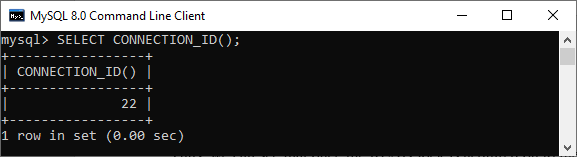 MySQL 8.0 Command Line Client
mysql> SELECT CONNECTION_ID();
+-----------------+
| CONNECTION_ID() |
+-----------------+
|              22 |
+-----------------+
1 row in set (0.00 sec)